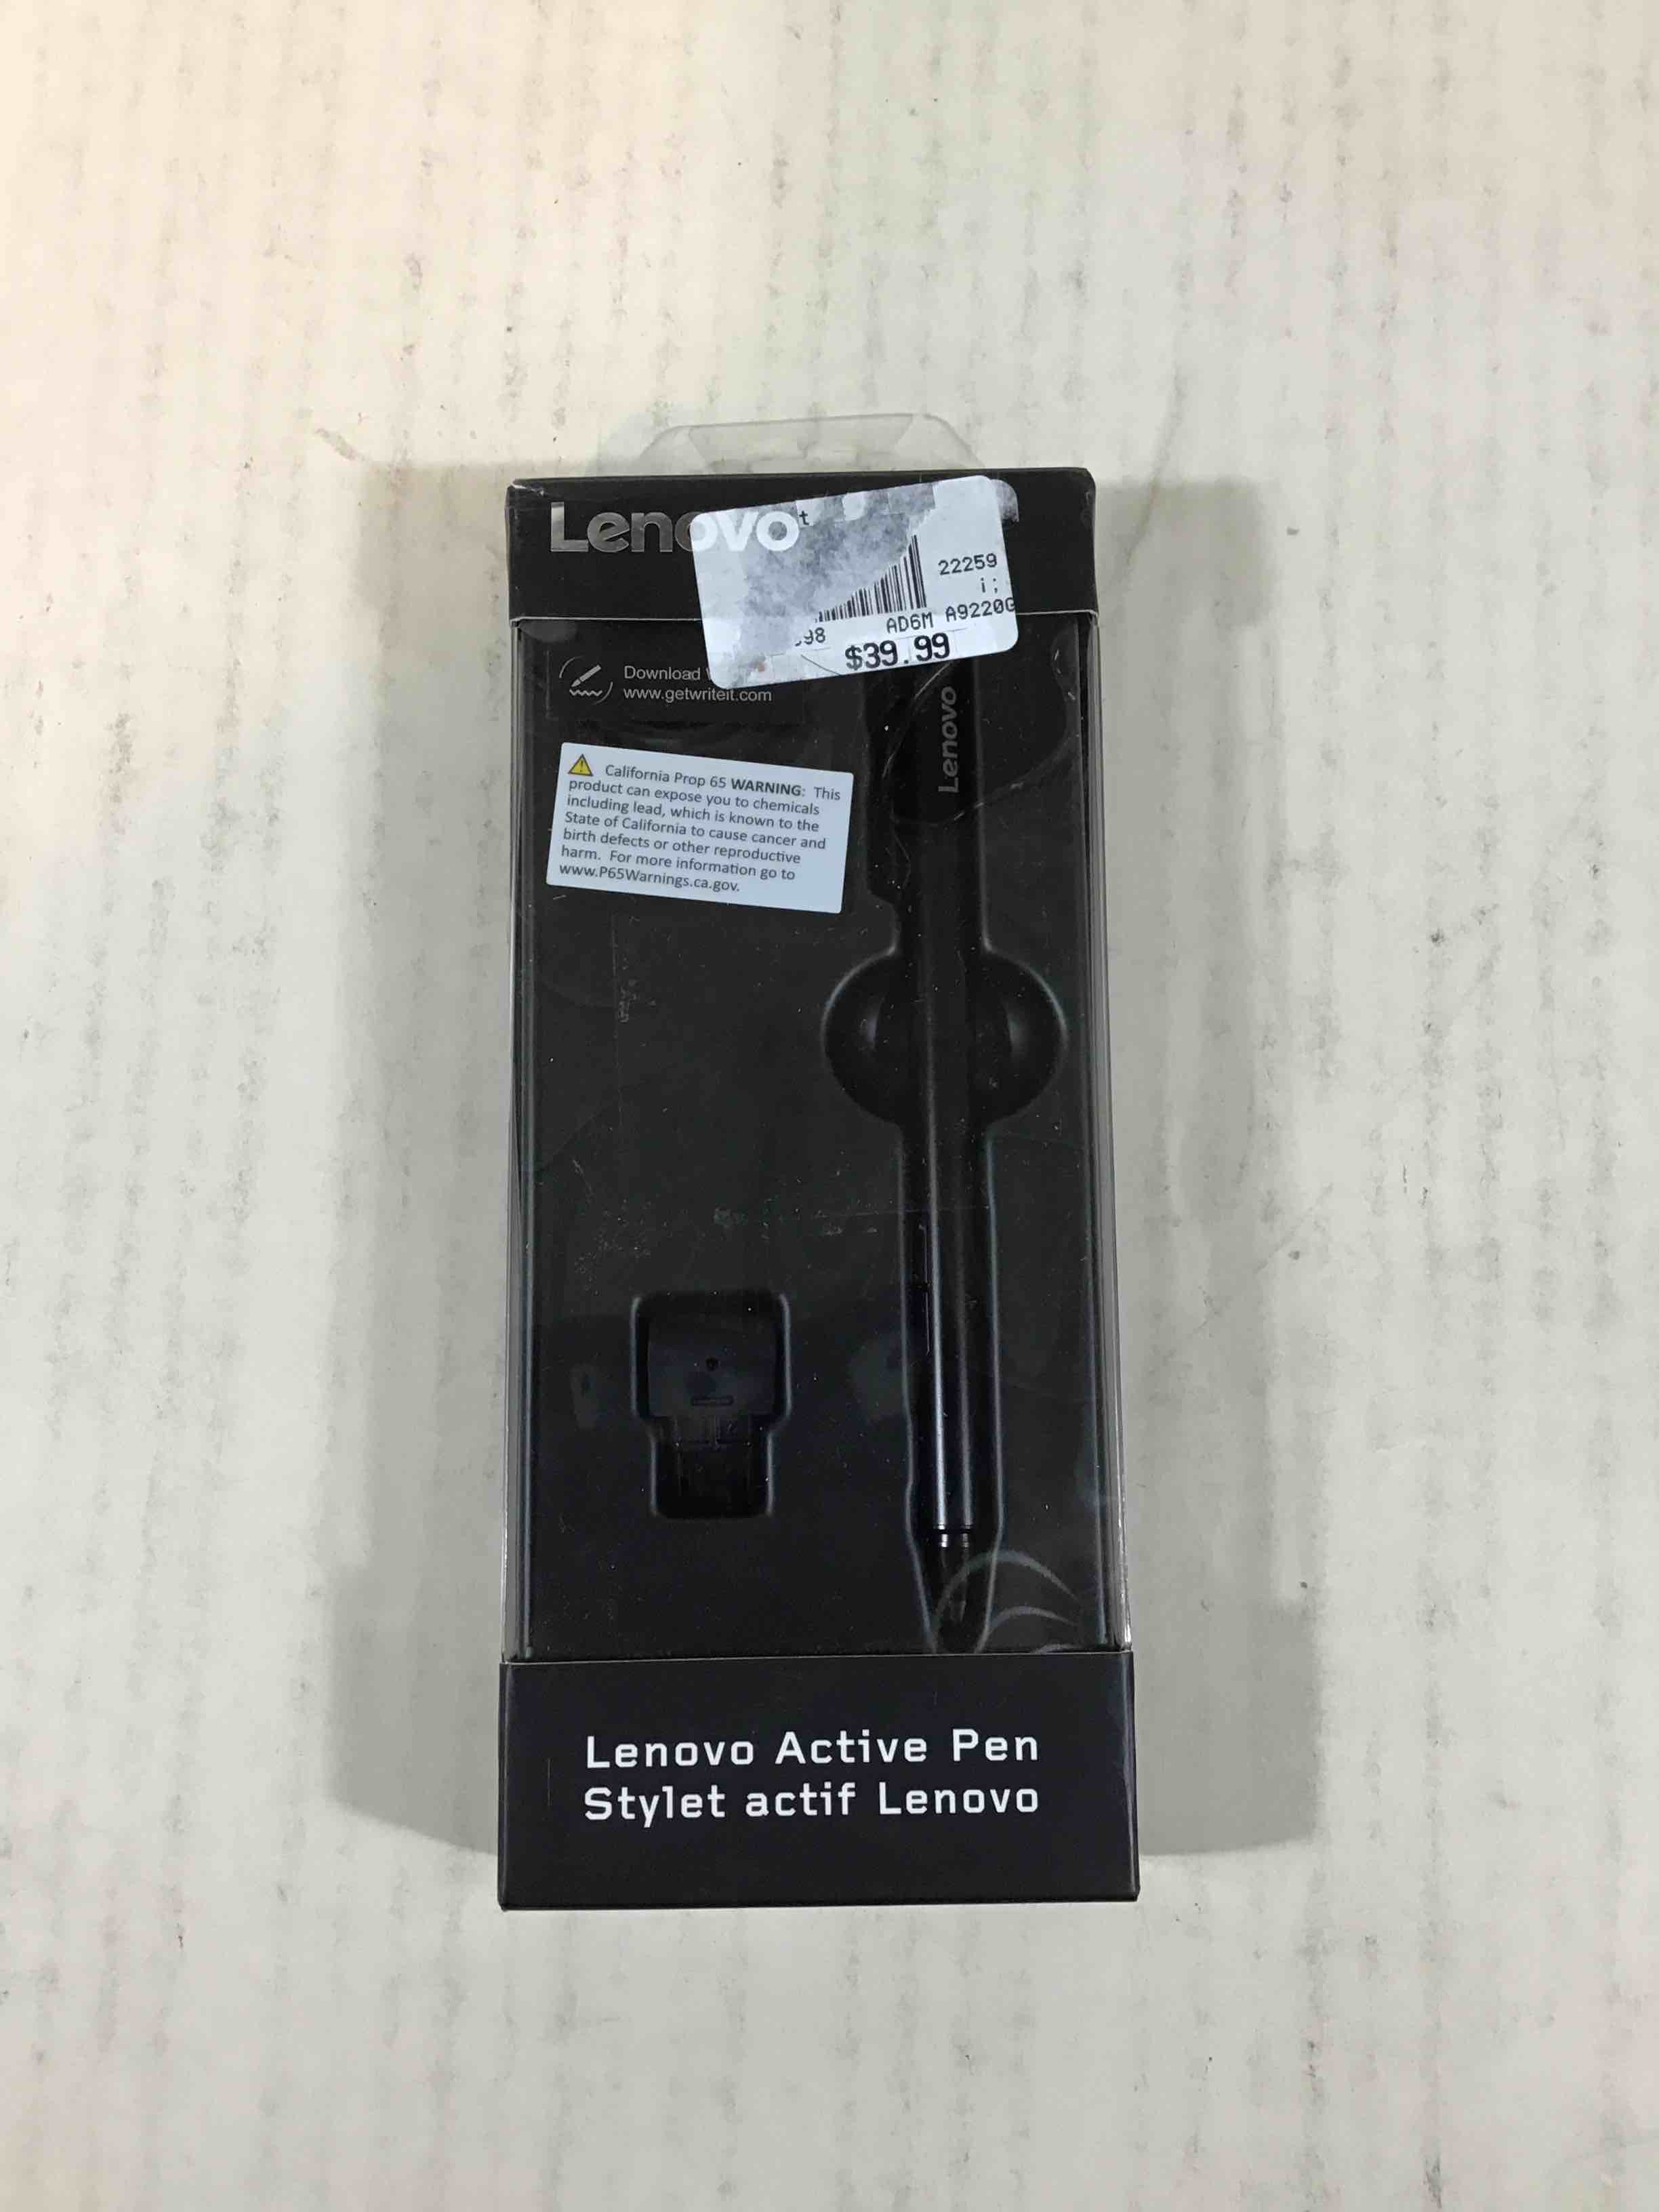 Lenovo
t
22259
i;
98 AD6M A9220G
$39.99
Download
www.getwriteit.com
Lenovo
California Prop 65 WARNING: This
product can expose you to chemicals
including lead, which is known to the
State of California to cause cancer and
birth defects or other reproductive
harm. For more information go to
www.P65Warnings.ca.gov.
Lenovo Active Pen
Stylet actif Lenovo